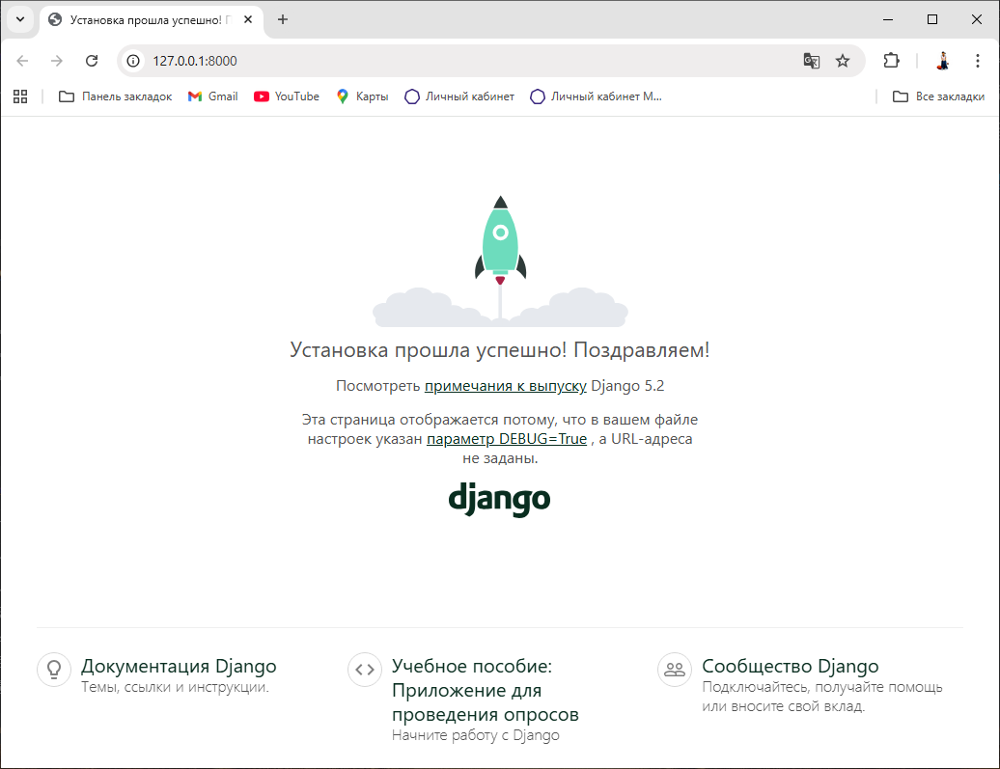 Установка прошла успешно! П
127.0.0.1:8000
Панель закладок Gmail YouTube Карты Личный кабинет Личный кабинет М... Все закладки
Установка прошла успешно! Поздравляем!
Посмотреть примечания к выпуску Django 5.2
Эта страница отображается потому, что в вашем файле
настроек указан параметр DEBUG=True , а URL-адреса
не заданы.
django
Документация Django
Темы, ссылки и инструкции.
Учебное пособие:
Приложение для
проведения опросов
Начните работу с Django
Сообщество Django
Подключайтесь, получайте помощь
или вносите свой вклад.